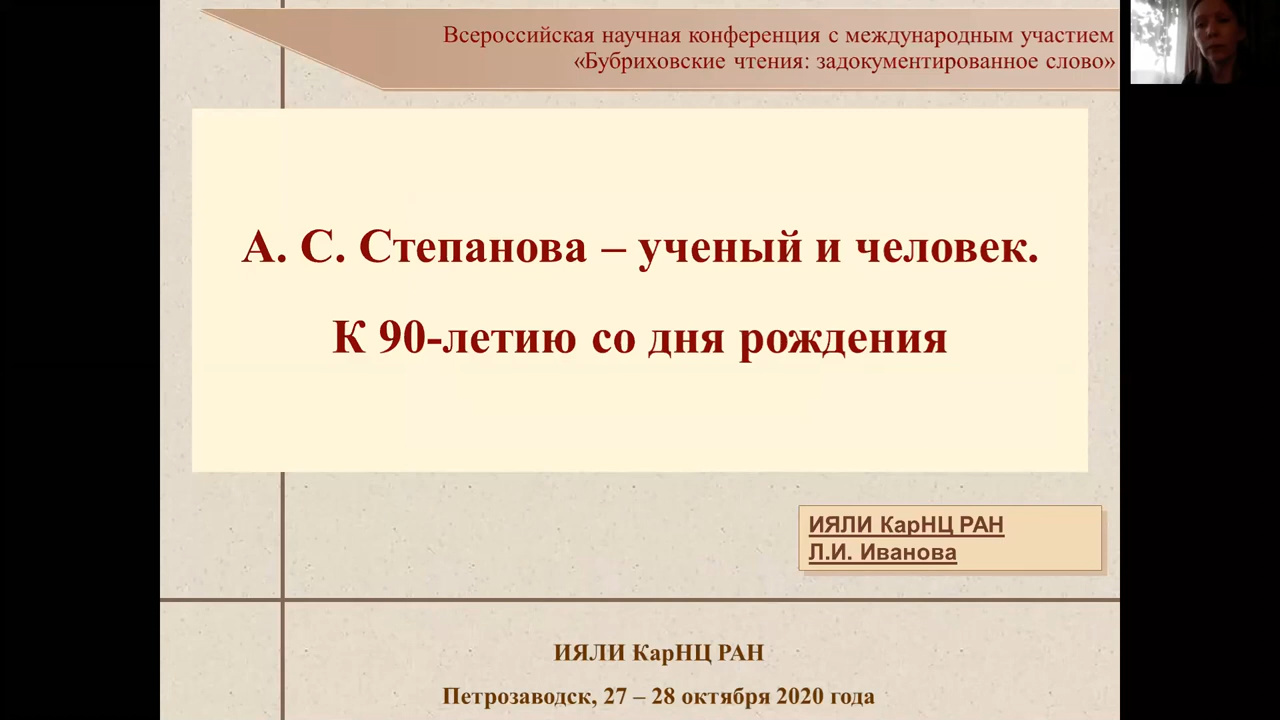 Всероссийская научная конференция с международным участием
«Бубриховские чтения: задокументированное слово»
А. С. Степанова – ученый и человек.
К 90-летию со дня рождения
ИЯЛИ КарНЦ РАН
Л.И. Иванова
ИЯЛИ КарНЦ РАН
Петрозаводск, 27 – 28 октября 2020 года